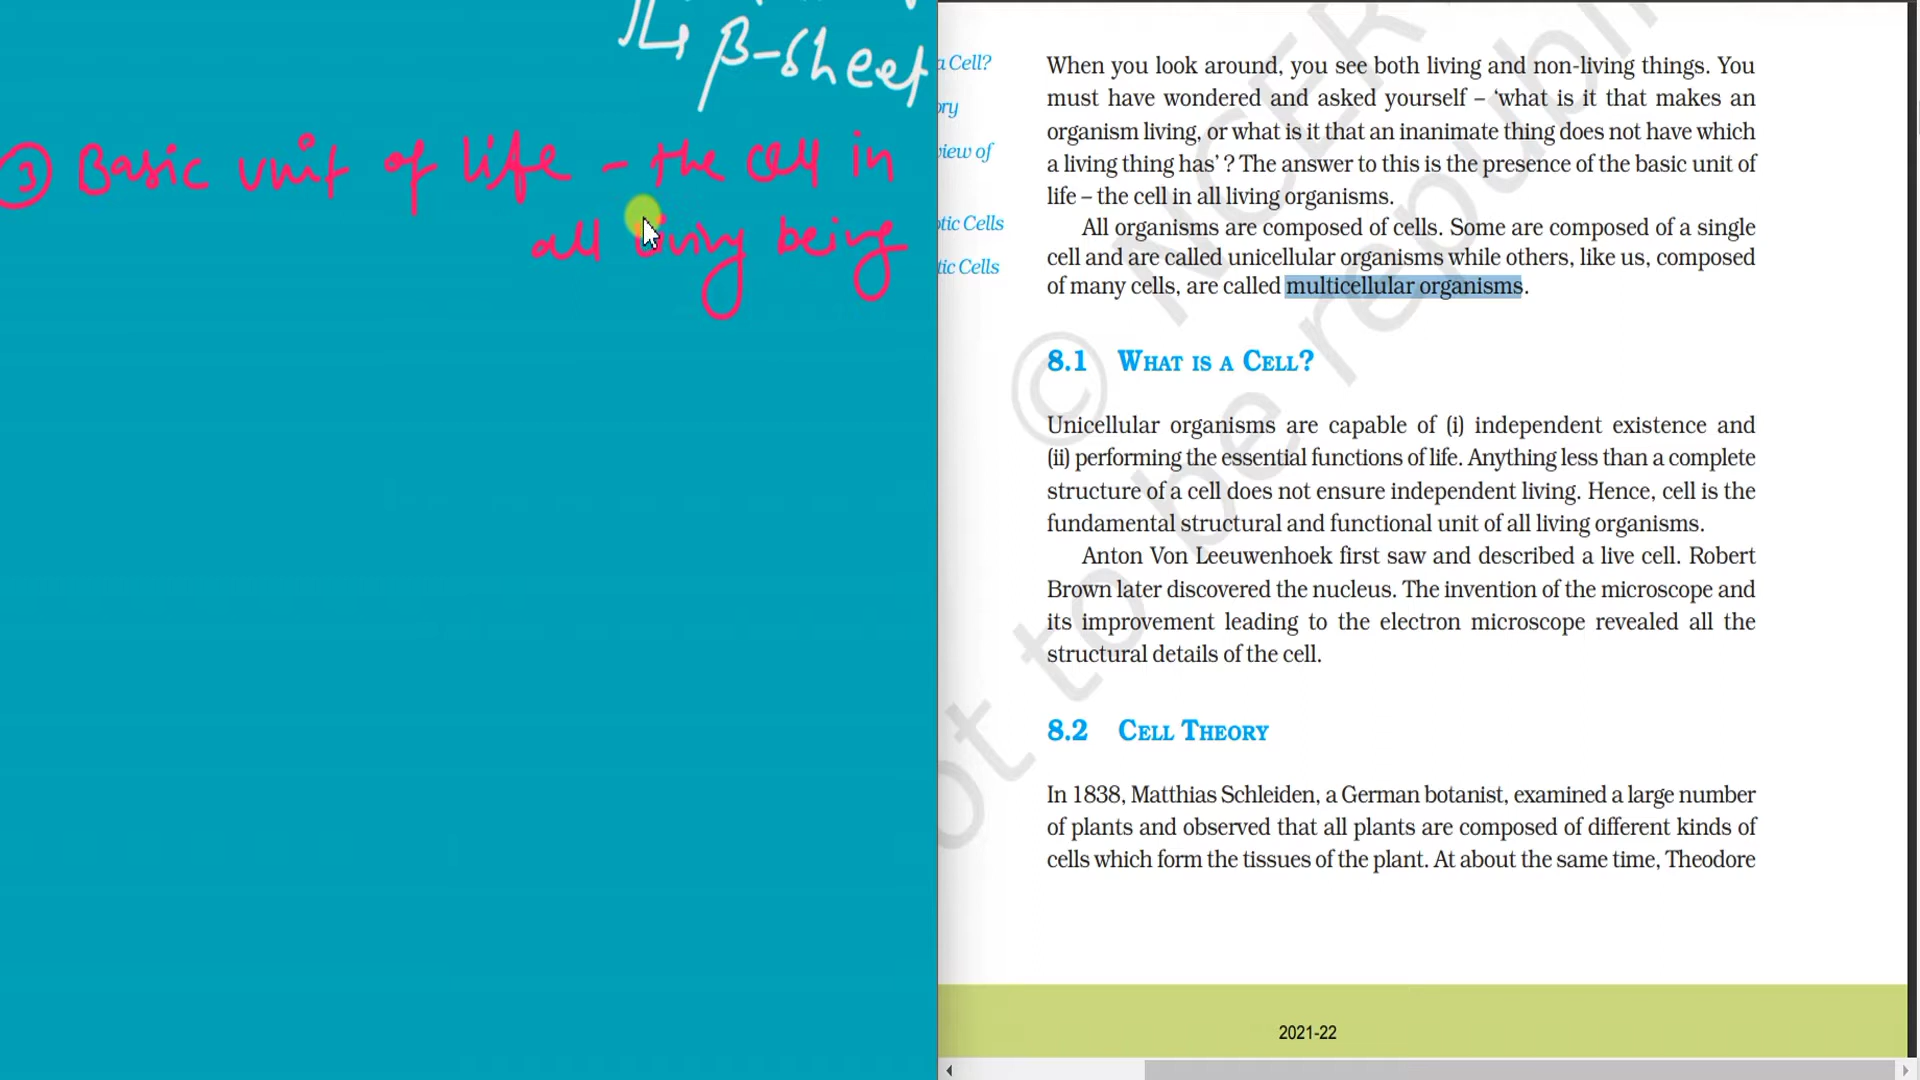 β-sheet
③ Basic unit of life - the cell in
all living being
a Cell?
ory
view of
otic Cells
tic Cells
When you look around, you see both living and non-living things. You
must have wondered and asked yourself – ‘what is it that makes an
organism living, or what is it that an inanimate thing does not have which
a living thing has’ ? The answer to this is the presence of the basic unit of
life – the cell in all living organisms.
All organisms are composed of cells. Some are composed of a single
cell and are called unicellular organisms while others, like us, composed
of many cells, are called multicellular organisms.
8.1 What is a Cell?
Unicellular organisms are capable of (i) independent existence and
(ii) performing the essential functions of life. Anything less than a complete
structure of a cell does not ensure independent living. Hence, cell is the
fundamental structural and functional unit of all living organisms.
Anton Von Leeuwenhoek first saw and described a live cell. Robert
Brown later discovered the nucleus. The invention of the microscope and
its improvement leading to the electron microscope revealed all the
structural details of the cell.
8.2 Cell Theory
In 1838, Matthias Schleiden, a German botanist, examined a large number
of plants and observed that all plants are composed of different kinds of
cells which form the tissues of the plant. At about the same time, Theodore
© NCER
ot to be republi
2021-22